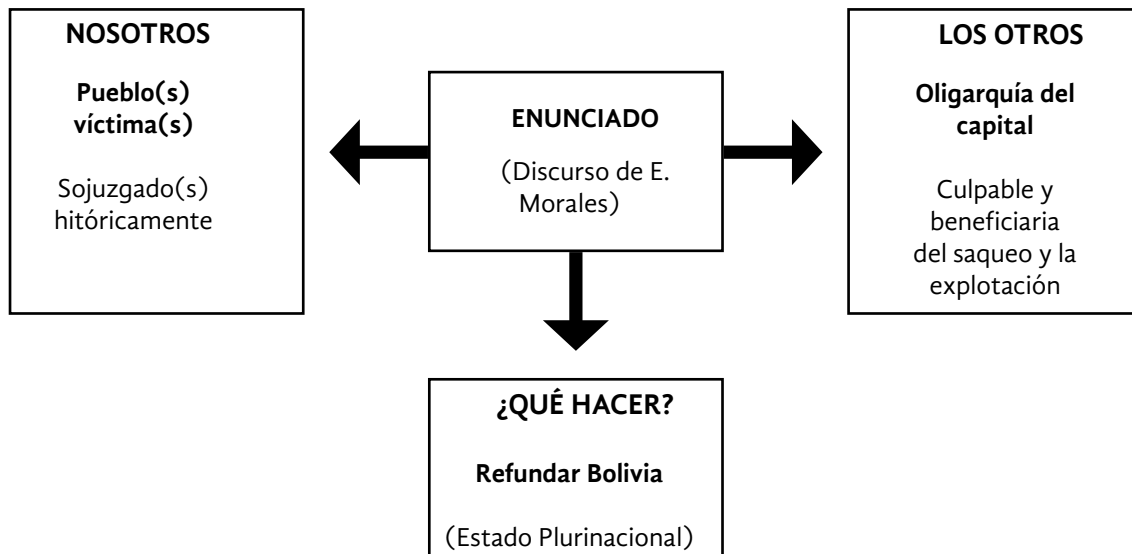 NOSOTROS
Pueblo(s)
víctima(s)
Sojuzgado(s)
hitóricamente
ENUNCIADO
(Discurso de E.
Morales)
LOS OTROS
Oligarquía del
capital
Culpable y
beneficiaria
del saqueo y la
explotación
¿QUÉ HACER?
Refundar Bolivia
(Estado Plurinacional)